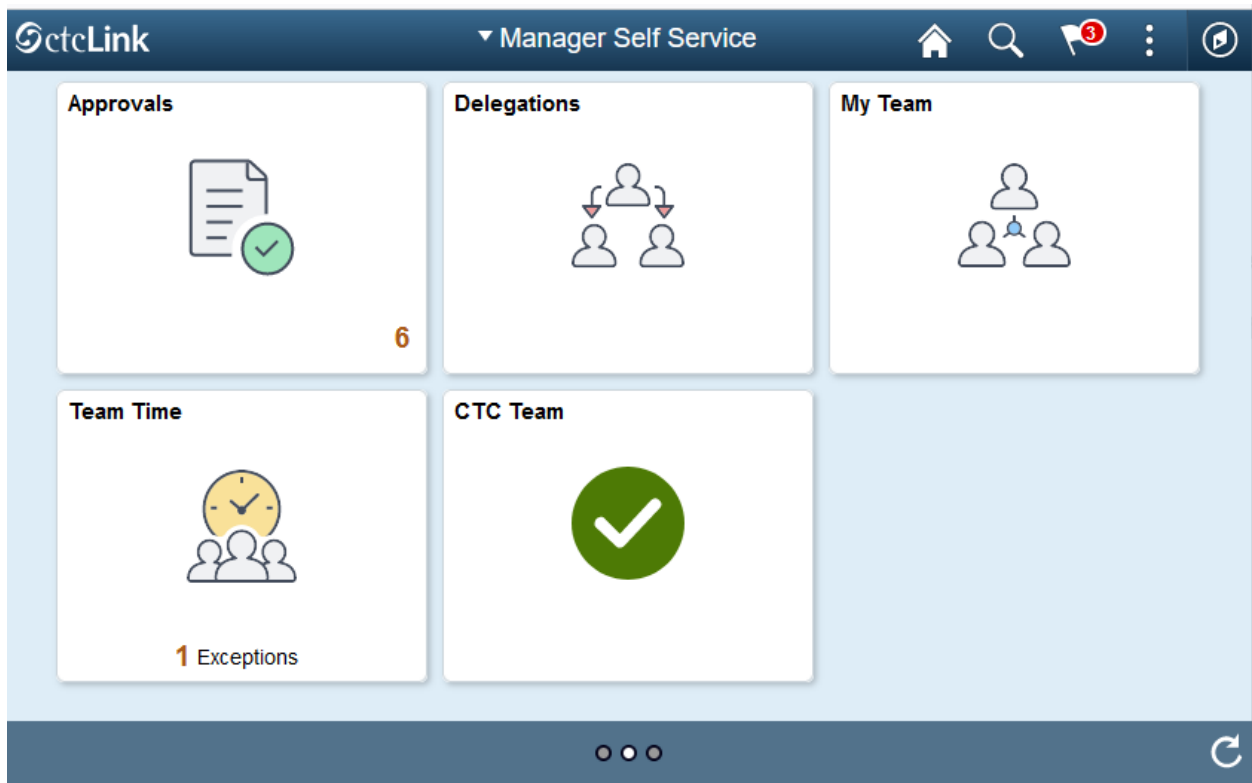 ctcLink
Manager Self Service
3
Approvals
6
Delegations
My Team
Team Time
1 Exceptions
CTC Team